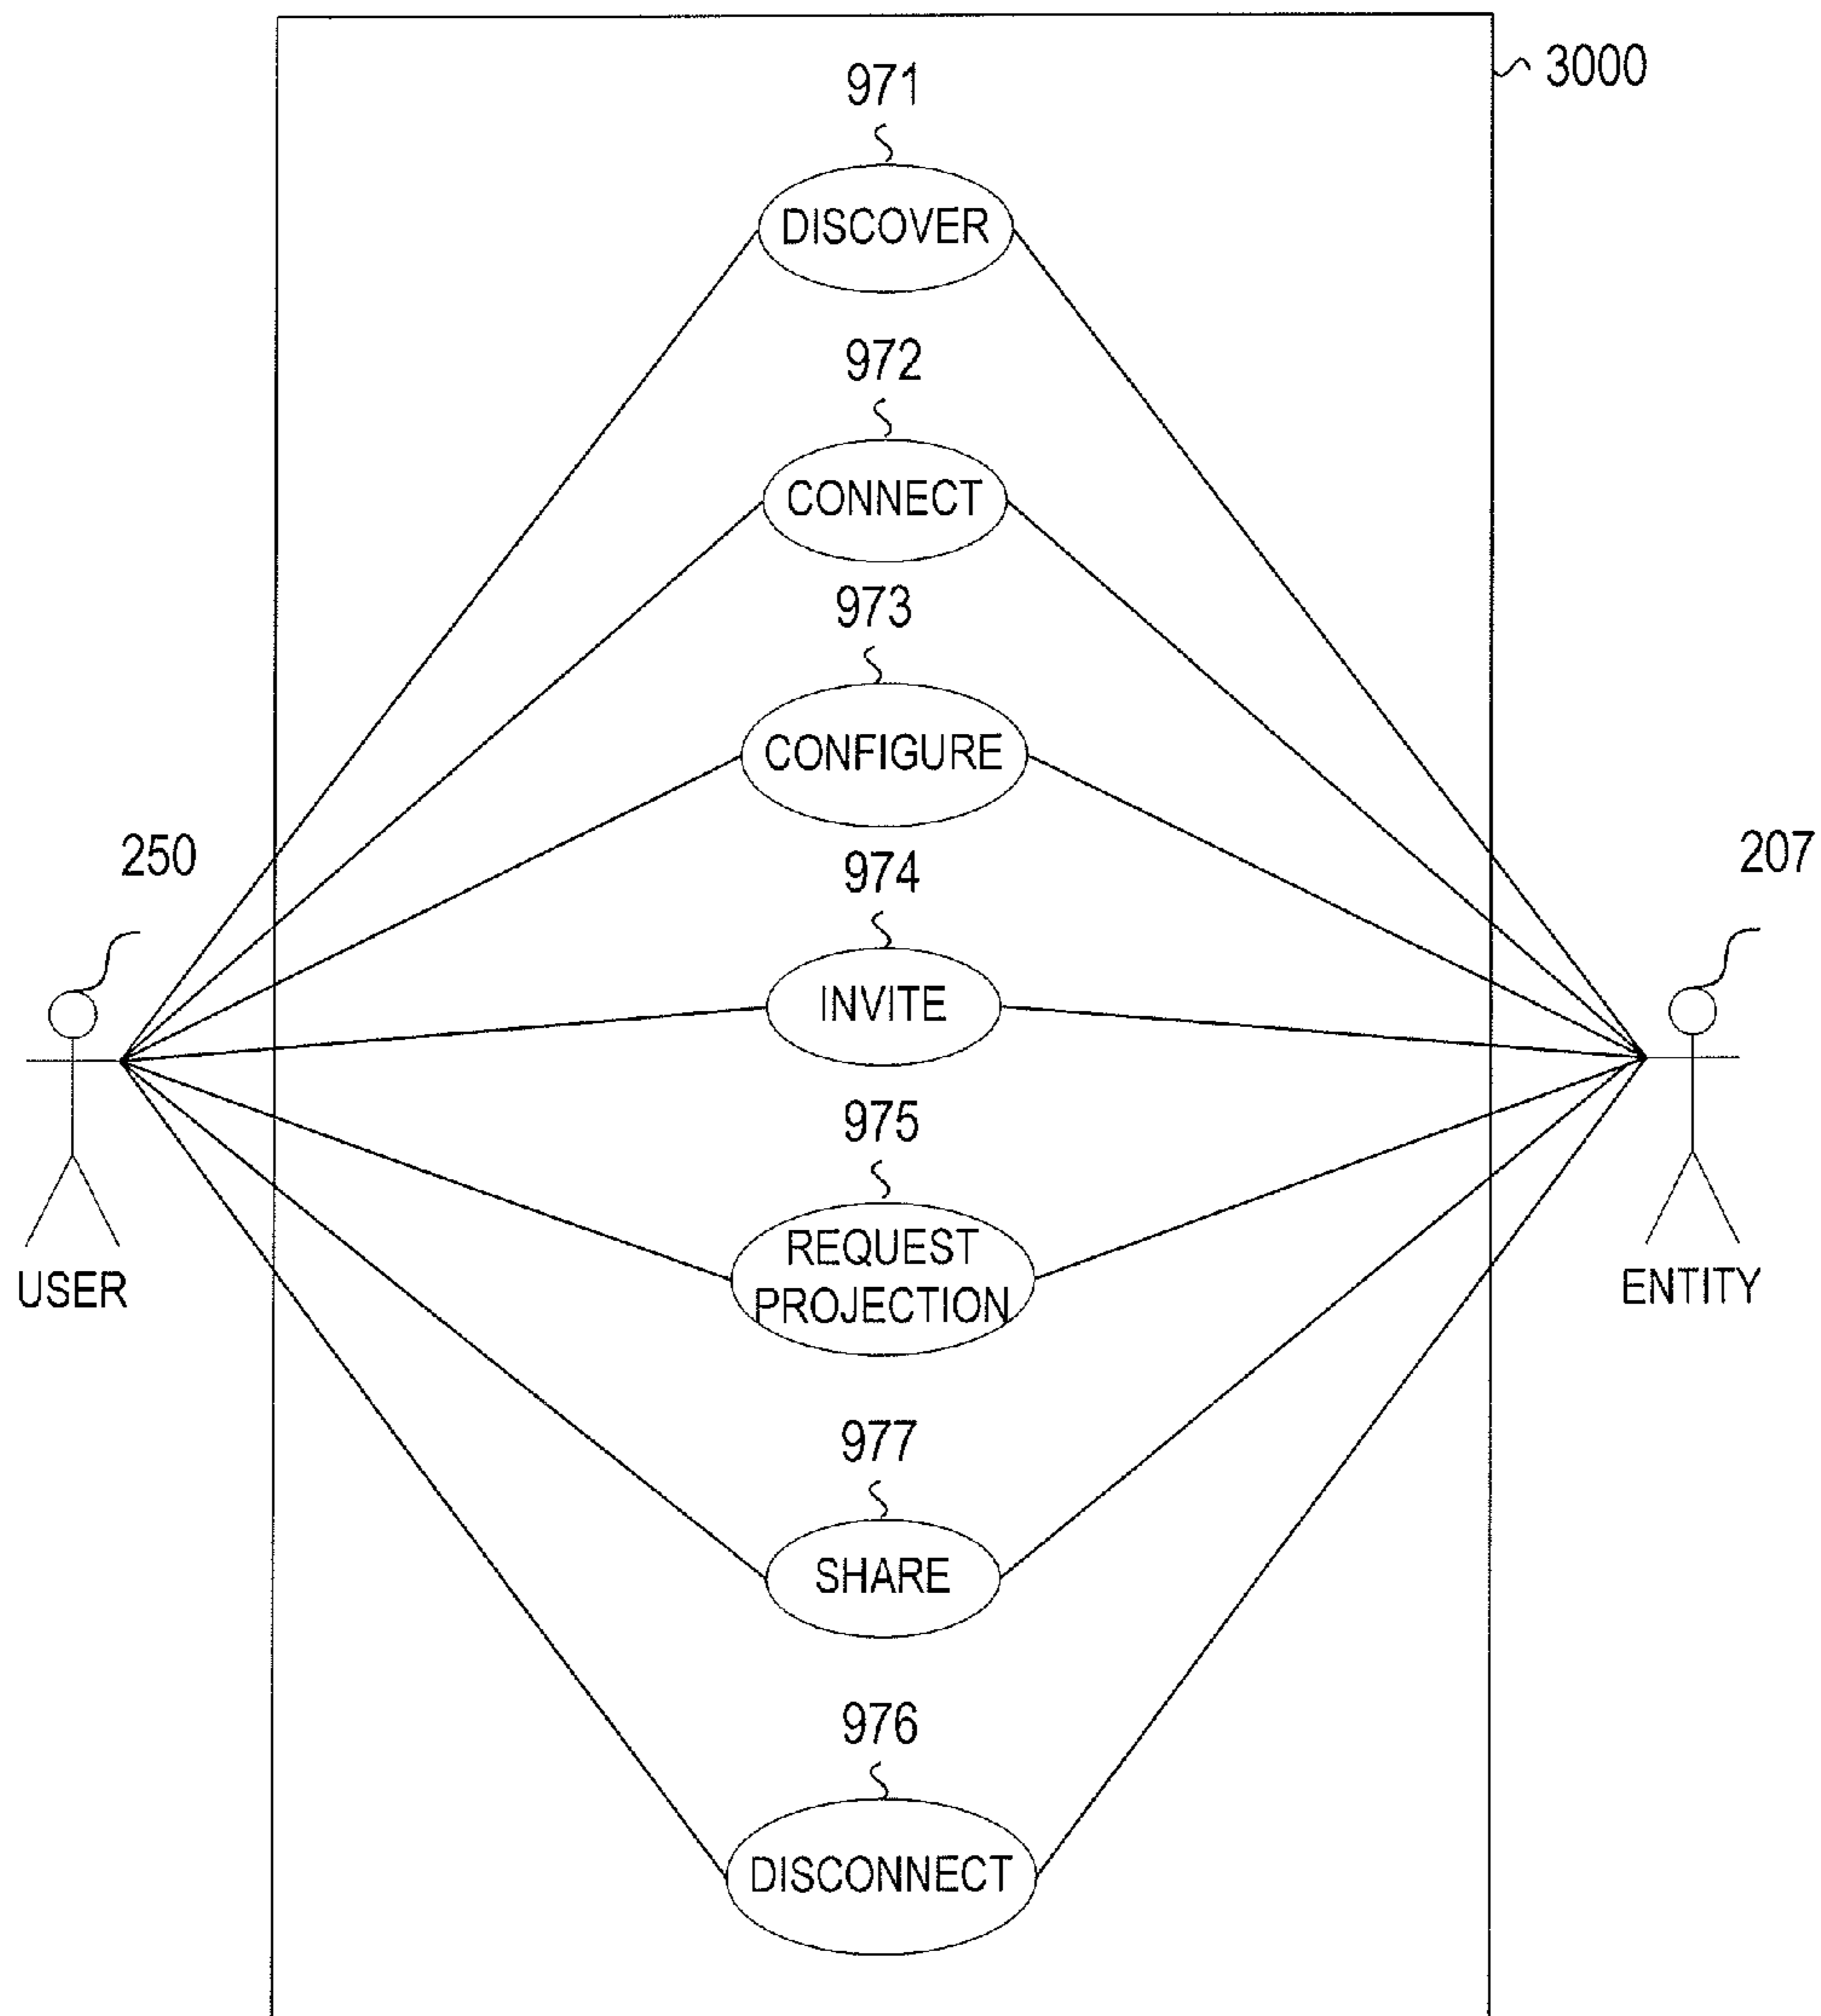 3000
971
DISCOVER
972
CONNECT
973
CONFIGURE
250
974
207
INVITE
975
REQUEST
PROJECTION
USER
ENTITY
977
SHARE
976
DISCONNECT